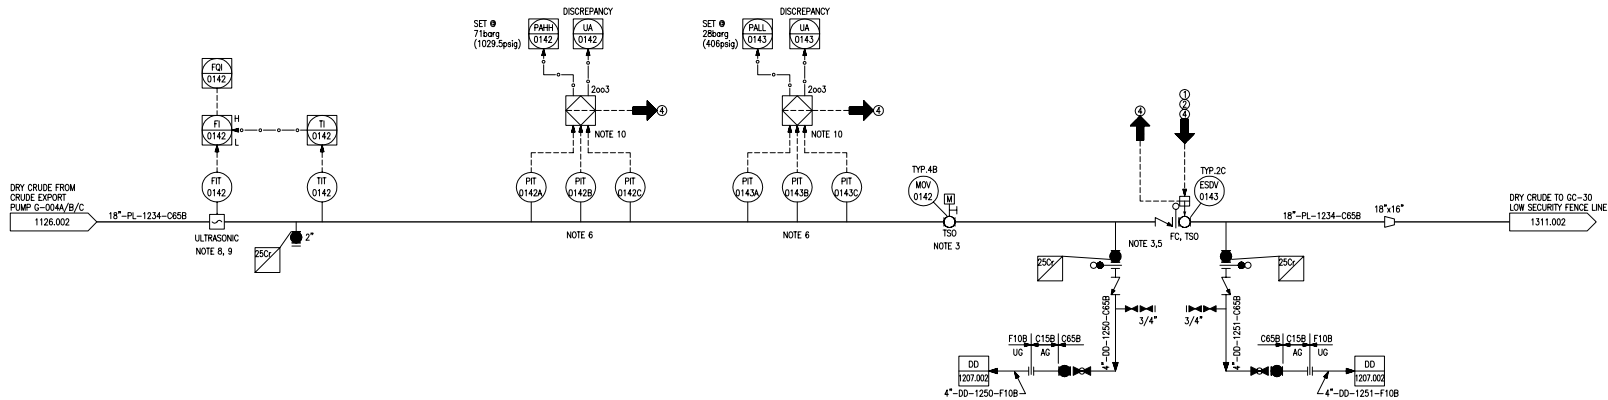 SET @
71barg
(1029.5psig)
PAHH
0142
DISCREPANCY
UA
0142
2oo3
4
NOTE 10
SET @
28barg
(406psig)
PALL
0143
DISCREPANCY
UA
0143
2oo3
4
NOTE 10
FQI
0142
FI
0142
H
L
TI
0142
FIT
0142
TIT
0142
PIT
0142A
PIT
0142B
PIT
0142C
PIT
0143A
PIT
0143B
PIT
0143C
4
1
2
4
TYP.4B
MOV
0142
M
TYP.2C
ESDV
0143
DRY CRUDE FROM
CRUDE EXPORT
PUMP G-004A/B/C
1126.002
18"-PL-1234-C65B
ULTRASONIC
NOTE 8, 9
2"
25Cr
NOTE 6
NOTE 6
TSO
NOTE 3
NOTE 3,5
FC, TSO
18"-PL-1234-C65B
18"x16"
DRY CRUDE TO GC-30
LOW SECURITY FENCE LINE
1311.002
25Cr
25Cr
3/4"
3/4"
4"-DD-1250-C65B
4"-DD-1251-C65B
F10B
C15B
C65B
UG
AG
C65B
C15B
F10B
AG
UG
DD
1207.002
4"-DD-1250-F10B
DD
1207.002
4"-DD-1251-F10B